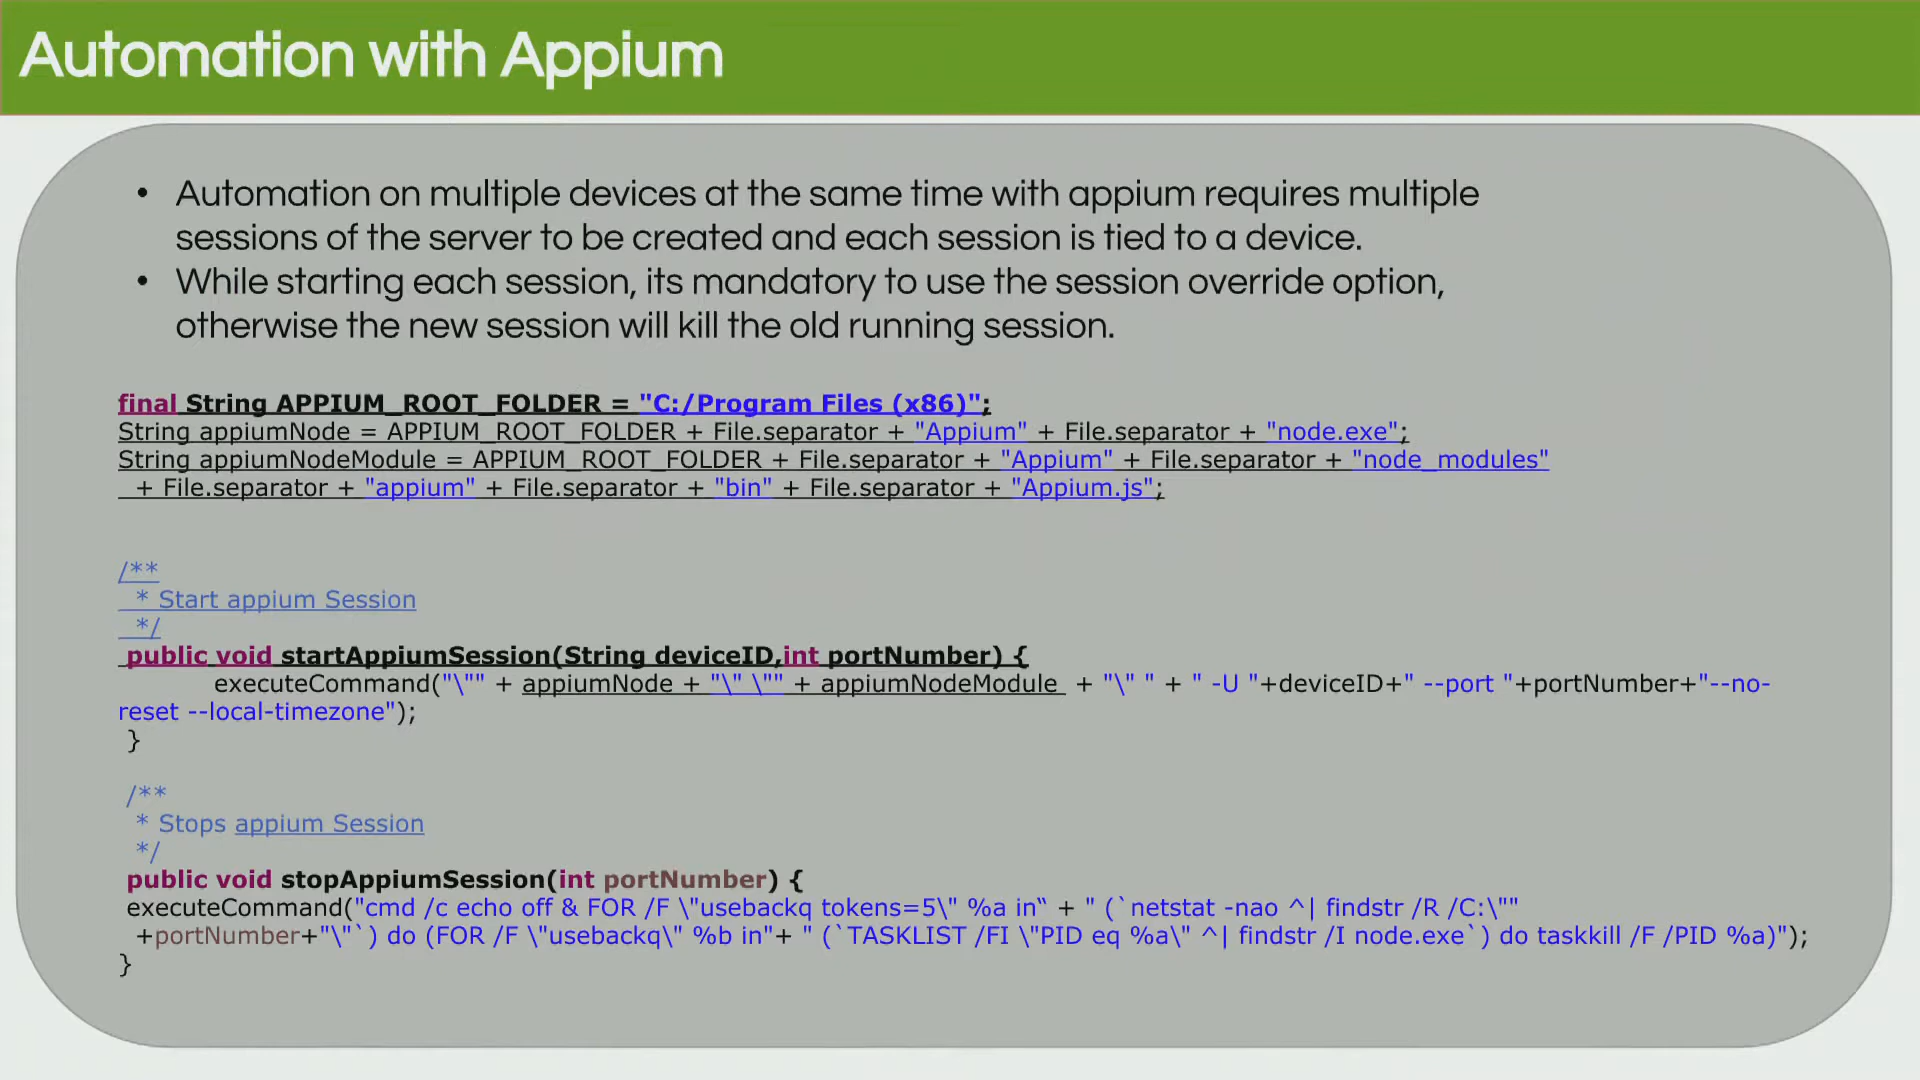 Automation with Appium
• Automation on multiple devices at the same time with appium requires multiple
sessions of the server to be created and each session is tied to a device.
• While starting each session, its mandatory to use the session override option,
otherwise the new session will kill the old running session.
final String APPIUM_ROOT_FOLDER = "C:/Program Files (x86)";
String appiumNode = APPIUM_ROOT_FOLDER + File.separator + "Appium" + File.separator + "node.exe";
String appiumNodeModule = APPIUM_ROOT_FOLDER + File.separator + "Appium" + File.separator + "node_modules"
+ File.separator + "appium" + File.separator + "bin" + File.separator + "Appium.js";
/**
* Start appium Session
*/
public void startAppiumSession(String deviceID,int portNumber) {
executeCommand("\"" + appiumNode + "\" \"" + appiumNodeModule + "\" " + " -U "+deviceID+" --port "+portNumber+"--no-
reset --local-timezone");
}
/**
* Stops appium Session
*/
public void stopAppiumSession(int portNumber) {
executeCommand("cmd /c echo off & FOR /F \"usebackq tokens=5\" %a in“ + " (`netstat -nao ^| findstr /R /C:\""
+portNumber+"\"`) do (FOR /F \"usebackq\" %b in"+ " (`TASKLIST /FI \"PID eq %a\" ^| findstr /I node.exe`) do taskkill /F /PID %a)");
}